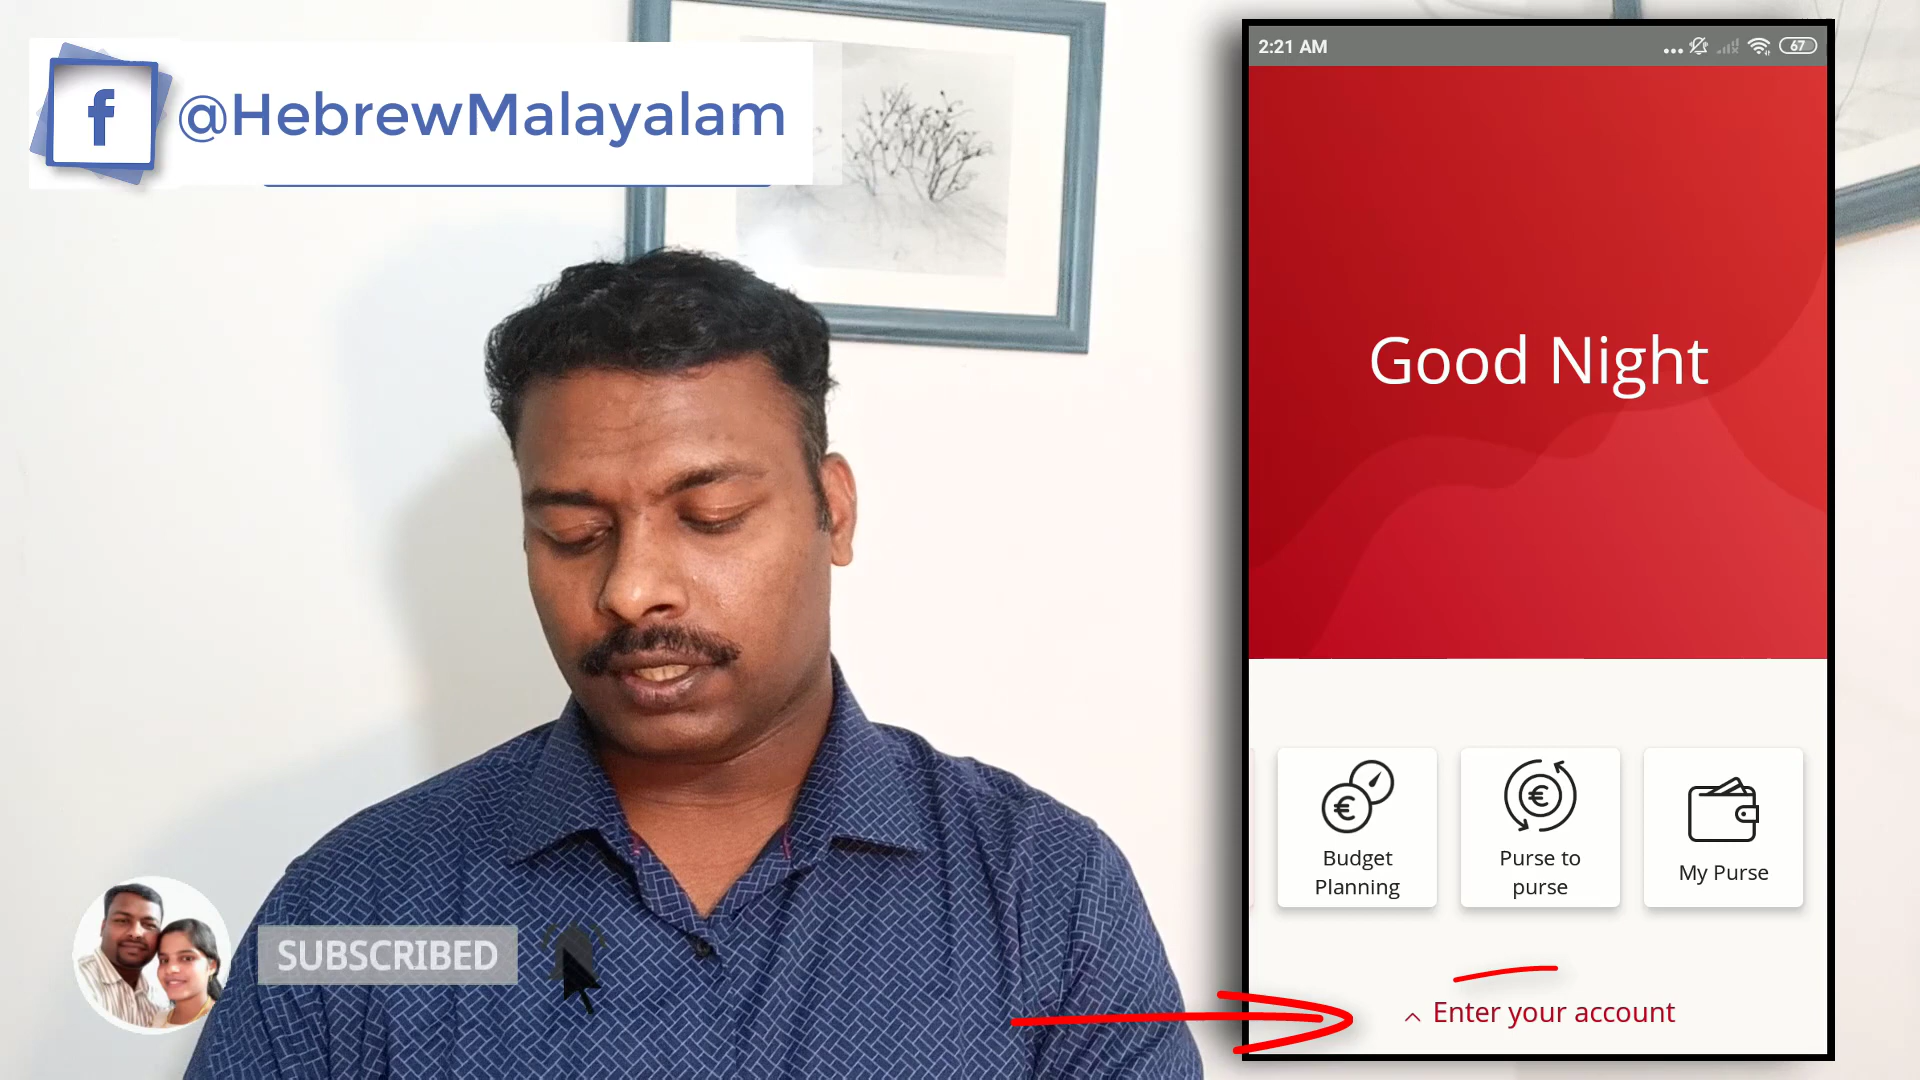 f @HebrewMalayalam
2:21 AM
67
Good Night
Budget
Planning
Purse to
purse
My Purse
Enter your account
SUBSCRIBED